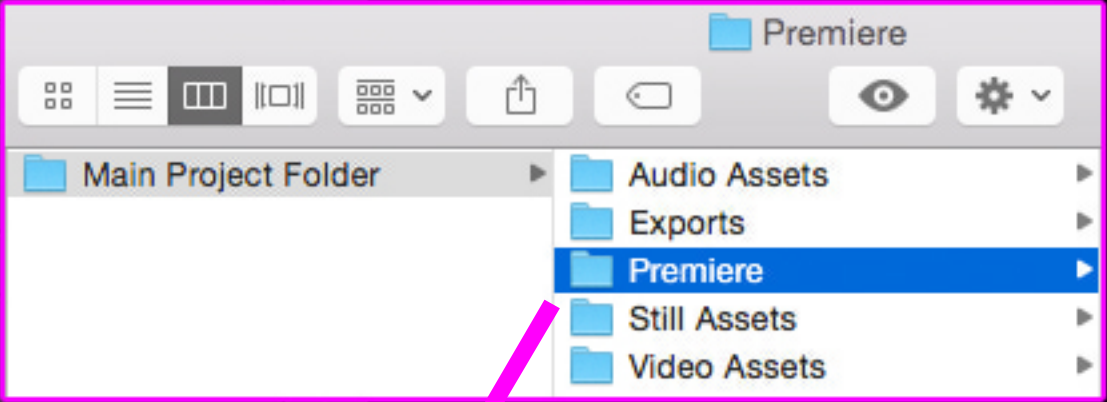 Premiere
Main Project Folder
Audio Assets
Exports
Premiere
Still Assets
Video Assets